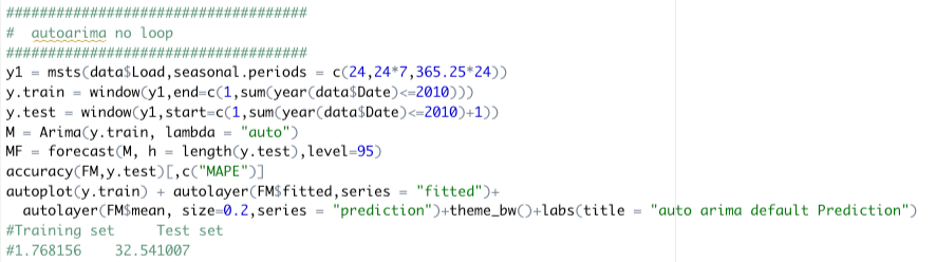 ####################################
#  autoarima no loop
####################################
y1 = msts(data$Load,seasonal.periods = c(24,24*7,365.25*24))
y.train = window(y1,end=c(1,sum(year(data$Date)<=2010)))
y.test = window(y1,start=c(1,sum(year(data$Date)<=2010)+1))
M = Arima(y.train, lambda = "auto")
MF = forecast(M, h = length(y.test),level=95)
accuracy(FM,y.test)[,c("MAPE")]
autoplot(y.train) + autolayer(FM$fitted,series = "fitted")+
  autolayer(FM$mean, size=0.2,series = "prediction")+theme_bw()+labs(title = "auto arima default Prediction")
#Training set     Test set
#1.768156    32.541007